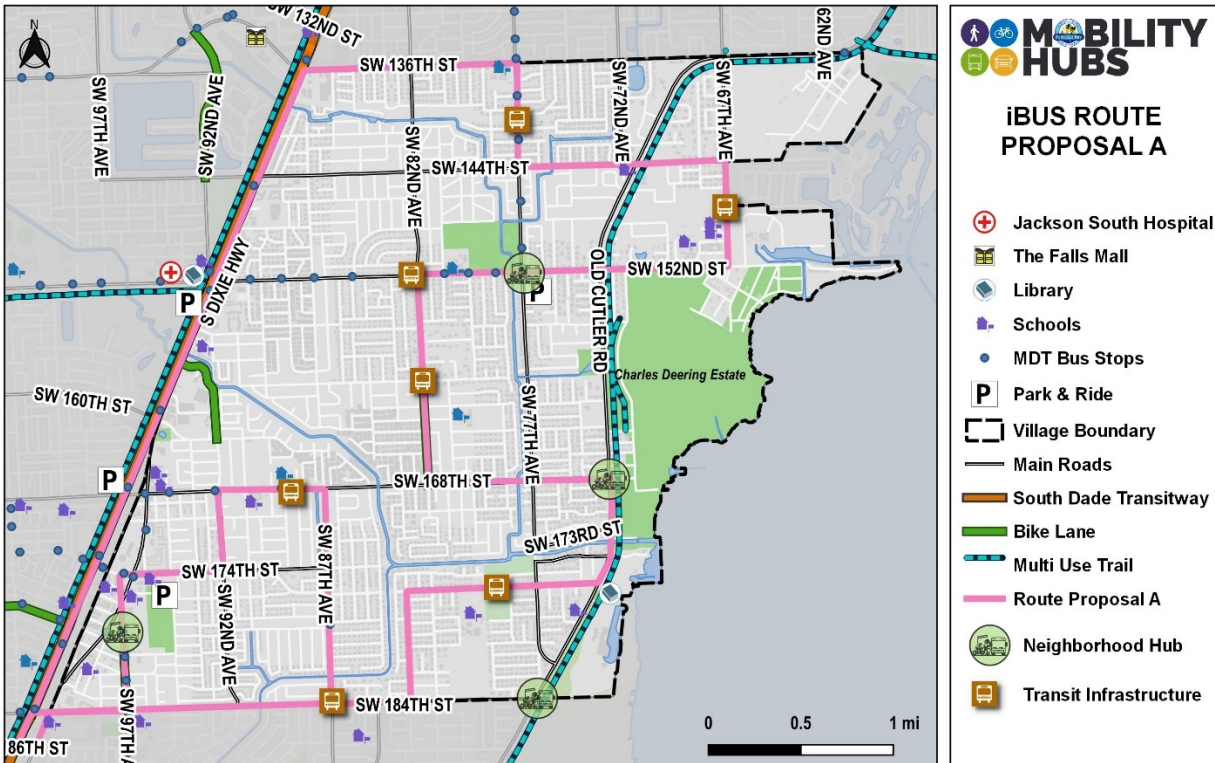 N
SW 132ND ST
62ND AVE
SW 136TH ST
SW 97TH AVE
SW 92ND AVE
SW 82ND AVE
SW 72ND AVE
SW 67TH AVE
SW 144TH ST
S DIXIE HWY
OLD CUTLER RD
SW 152ND ST
P
P
Charles Deering Estate
SW 160TH ST
SW 77TH AVE
P
SW 168TH ST
SW 87TH AVE
SW 173RD ST
SW 174TH ST
P
SW 92ND AVE
SW 97TH A
SW 184TH ST
86TH ST
0 0.5 1 mi
MOBILITY
HUBS
iBUS ROUTE
PROPOSAL A
Jackson South Hospital
The Falls Mall
Library
Schools
MDT Bus Stops
P Park & Ride
Village Boundary
Main Roads
South Dade Transitway
Bike Lane
Multi Use Trail
Route Proposal A
Neighborhood Hub
Transit Infrastructure